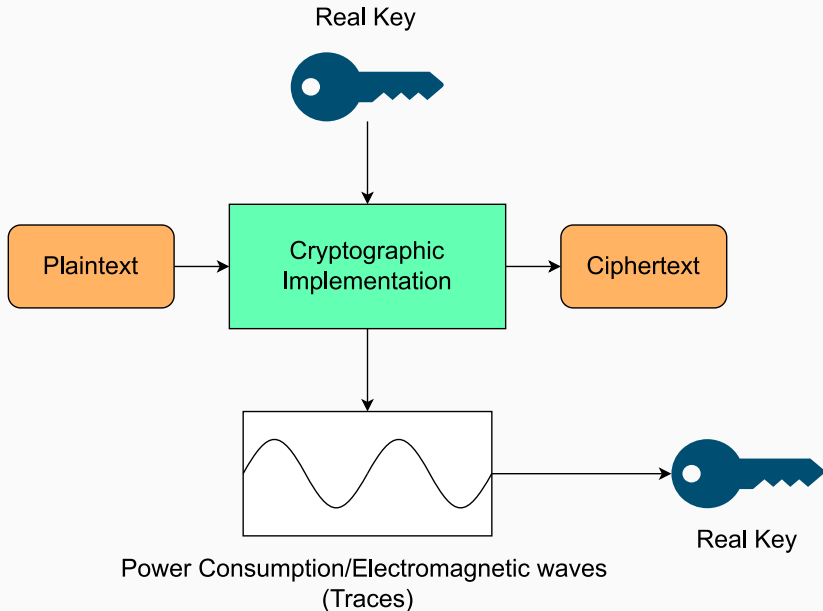 Real Key
Plaintext
Cryptographic
Implementation
Ciphertext
Real Key
Power Consumption/Electromagnetic waves
(Traces)